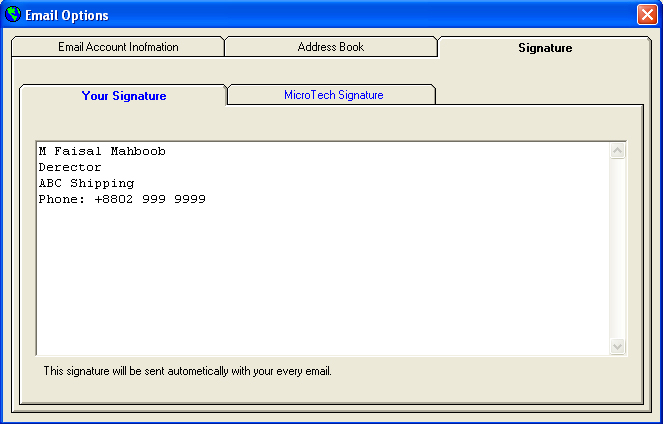 Email Options
Email Account Inofmation
Address Book
Signature
Your Signature
MicroTech Signature
M Faisal Mahboob
Derector
ABC Shipping
Phone: +8802 999 9999
This signature will be sent autometically with your every email.